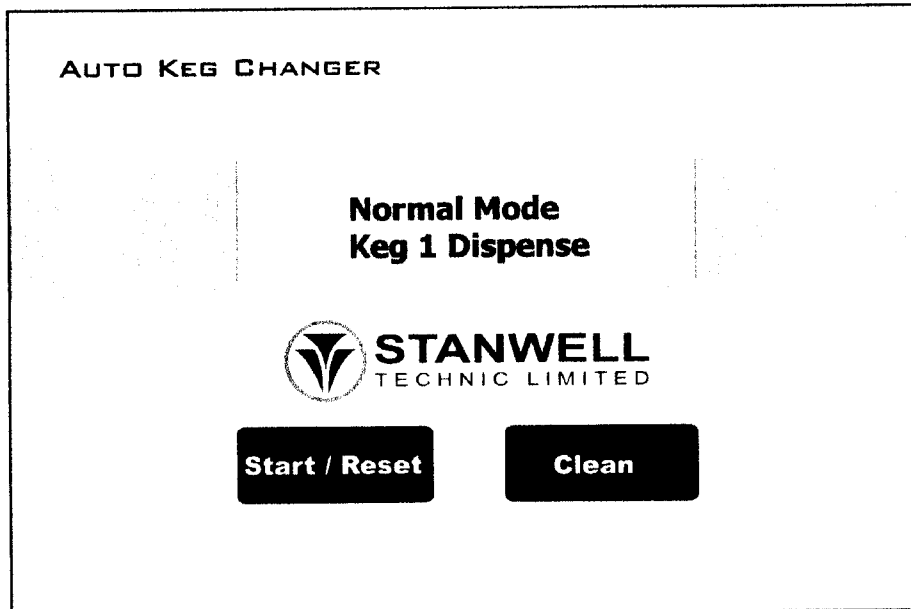 AUTO KEG CHANGER
Normal Mode
Keg 1 Dispense
STANWELL
TECHNIC LIMITED
Start / Reset
Clean